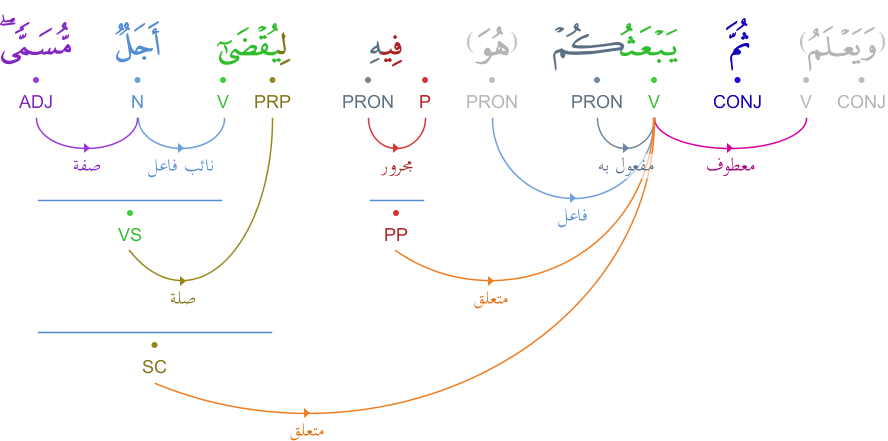 (وَيَعْلَمُ) ثُمَّ يَبْعَثُكُمْ (هُوَ) فِيهِ لِيُقْضَىٰٓ أَجَلٌ مُّسَمًّى ۖ
CONJ V CONJ V PRON PRON P PRON PRP V N ADJ
معطوف مفعول به مجرور نائب فاعل صفة
فاعل
PP VS
متعلق صلة
SC
متعلق